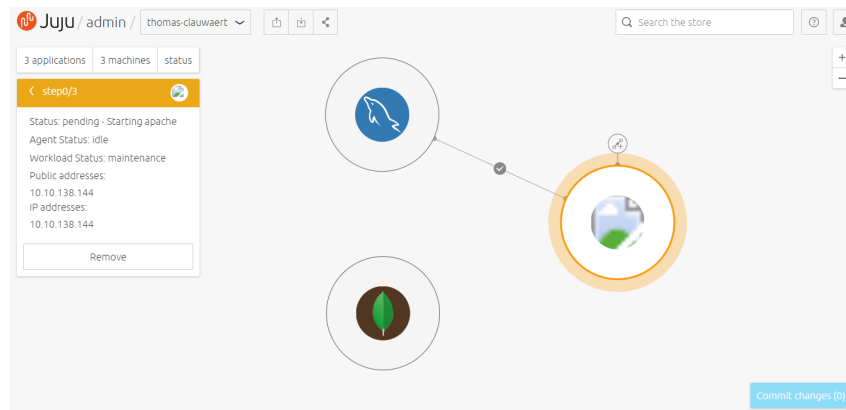 Juju / admin / thomas-clauwaert
Search the store
3 applications 3 machines status
step0/3
Status: pending - Starting apache
Agent Status: idle
Workload Status: maintenance
Public addresses:
10.10.138.144
IP addresses:
10.10.138.144
Remove
Commit changes (0)